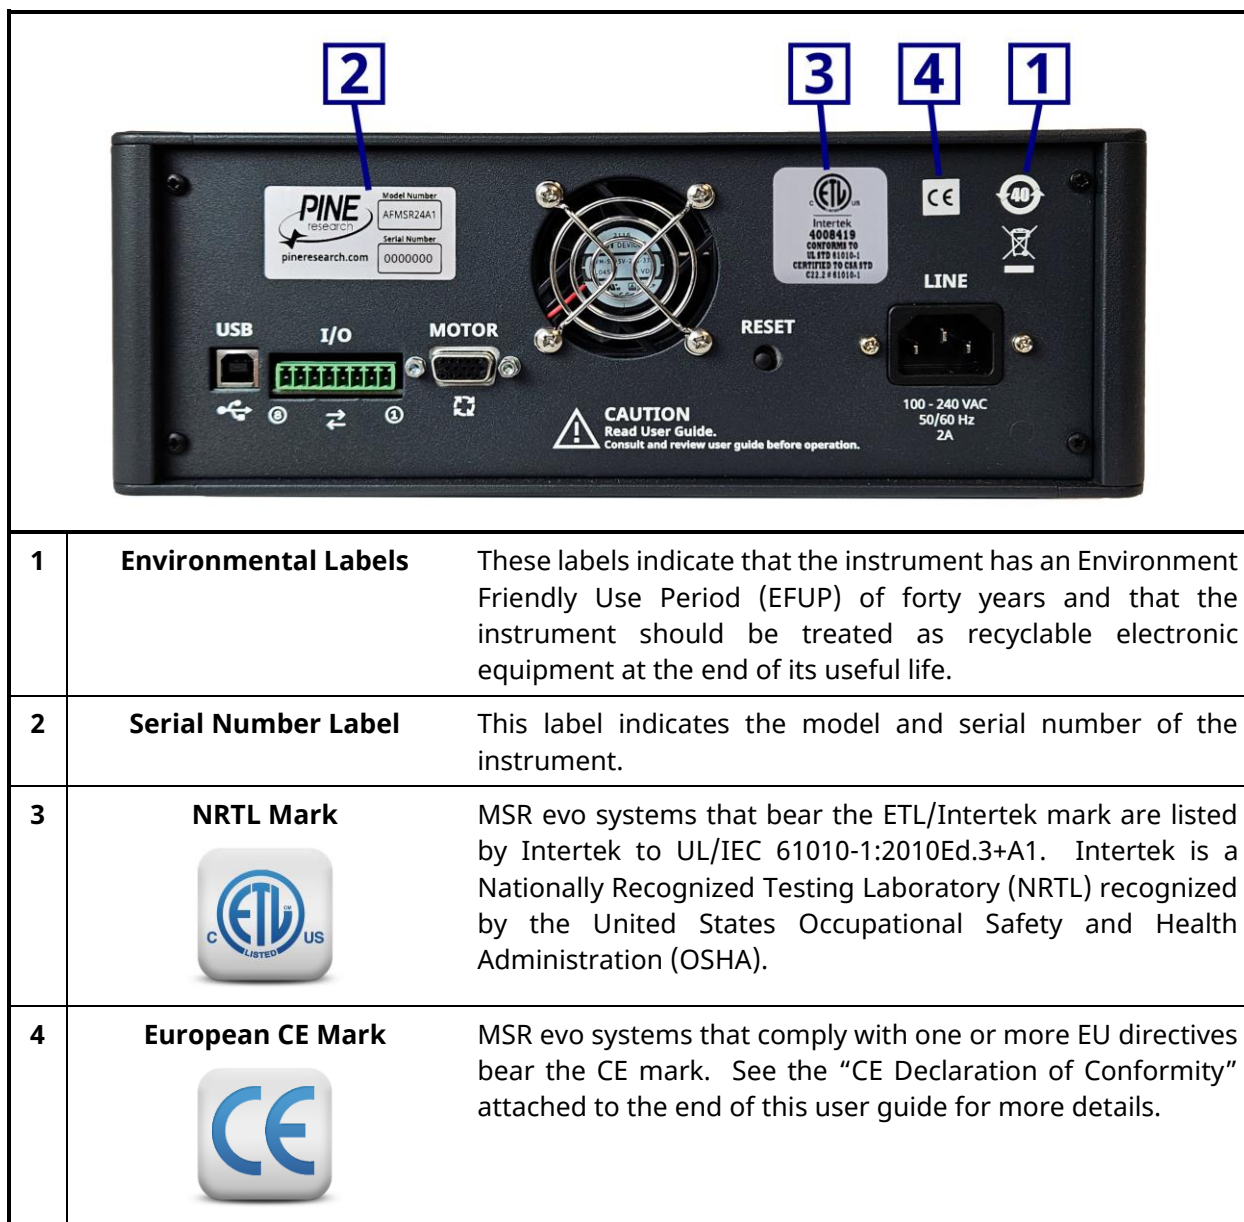 2
3
4
1
PINE
research
pineresearch.com
Model Number
AFMSR24A1
Serial Number
0000000
ETL
C US
Intertek
4008419
CONFORMS TO
UL STD 61010-1
CERTIFIED TO CSA STD
C22.2 # 61010-1
CE
40
LINE
USB
I/O
MOTOR
RESET
8
1
CAUTION
Read User Guide.
Consult and review user guide before operation.
100 - 240 VAC
50/60 Hz
2A
1 Environmental Labels These labels indicate that the instrument has an Environment
Friendly Use Period (EFUP) of forty years and that the
instrument should be treated as recyclable electronic
equipment at the end of its useful life.
2 Serial Number Label This label indicates the model and serial number of the
instrument.
3 NRTL Mark MSR evo systems that bear the ETL/Intertek mark are listed
by Intertek to UL/IEC 61010-1:2010Ed.3+A1. Intertek is a
Nationally Recognized Testing Laboratory (NRTL) recognized
by the United States Occupational Safety and Health
Administration (OSHA).
ETL CM
C US
LISTED
4 European CE Mark MSR evo systems that comply with one or more EU directives
bear the CE mark. See the “CE Declaration of Conformity”
attached to the end of this user guide for more details.
CE